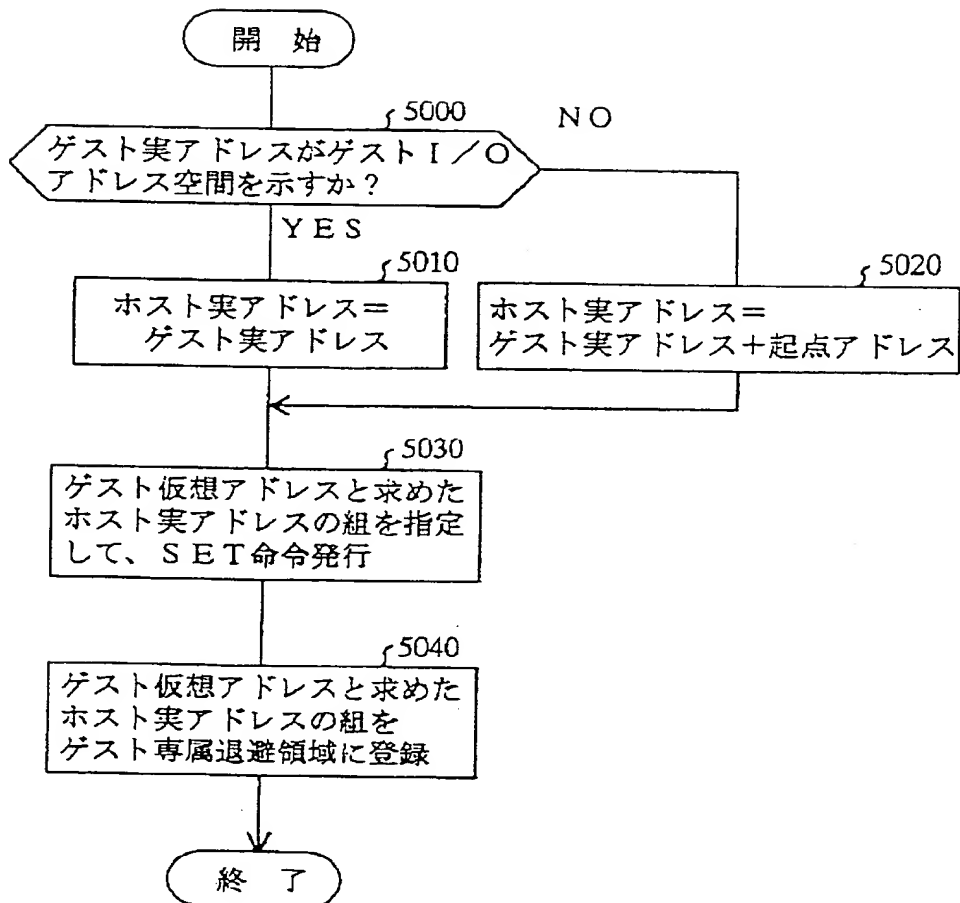 開 始
5000
NO
ゲスト実アドレスがゲストI/O
アドレス空間を示すか?
YES
5010
ホスト実アドレス=
ゲスト実アドレス
5020
ホスト実アドレス=
ゲスト実アドレス+起点アドレス
5030
ゲスト仮想アドレスと求めた
ホスト実アドレスの組を指定
して、SET命令発行
5040
ゲスト仮想アドレスと求めた
ホスト実アドレスの組を
ゲスト専属退避領域に登録
終 了